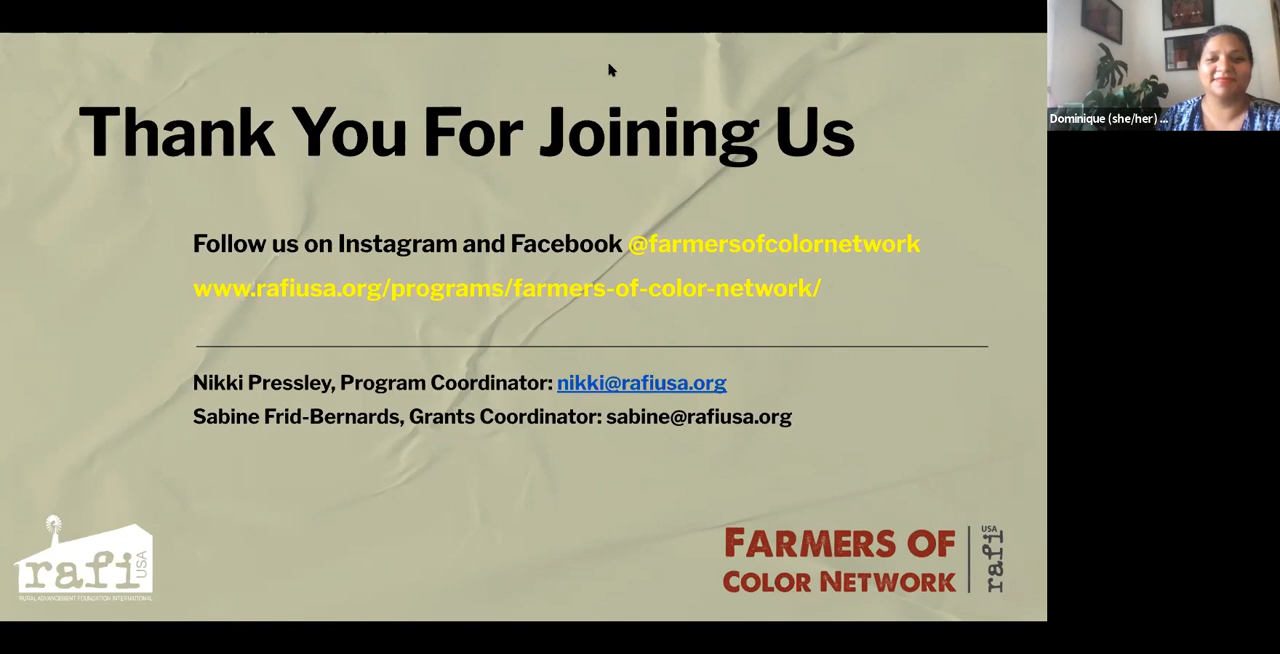 Thank You For Joining Us
Dominique (she/her) ...
Follow us on Instagram and Facebook @farmersofcolornetwork
www.rafiusa.org/programs/farmers-of-color-network/
Nikki Pressley, Program Coordinator: nikki@rafiusa.org
Sabine Frid-Bernards, Grants Coordinator: sabine@rafiusa.org
rafi USA
RURAL ADVANCEMENT FOUNDATION INTERNATIONAL
FARMERS OF
COLOR NETWORK
rafi USA